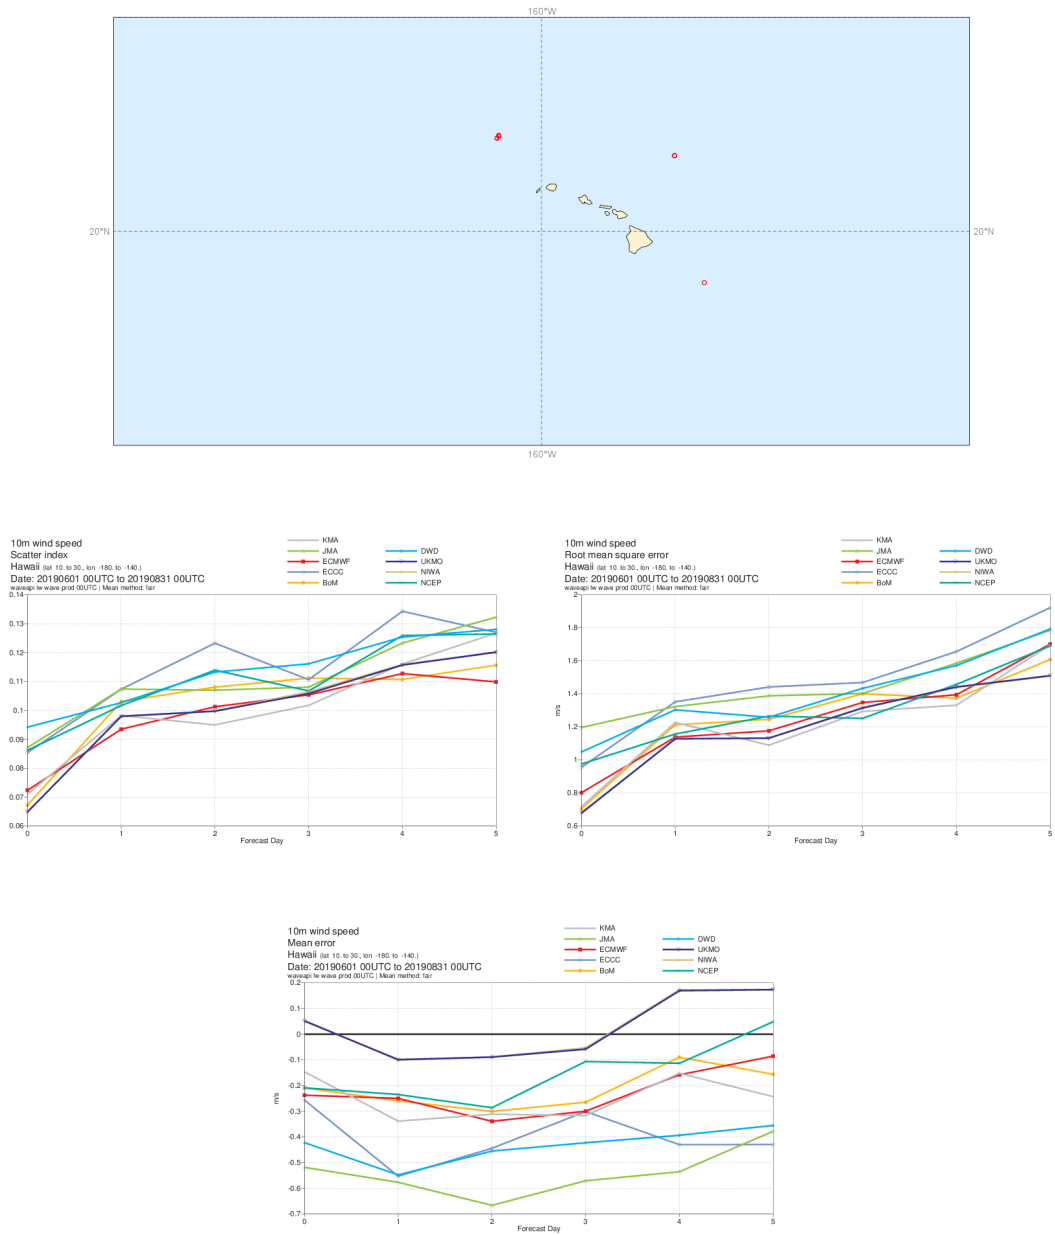 160°W
20°N
20°N
160°W
10m wind speed
Scatter index
Hawaii (lat 10. to 30., lon -180. to -140.)
Date: 20190601 00UTC to 20190831 00UTC
waveapi lw wave prod 00UTC | Mean method: fair
KMA
JMA
ECMWF
ECCC
BoM
DWD
UKMO
NIWA
NCEP
0.14
0.13
0.12
0.11
0.1
0.09
0.08
0.07
0.06
0 1 2 3 4 5
Forecast Day
10m wind speed
Root mean square error
Hawaii (lat 10. to 30., lon -180. to -140.)
Date: 20190601 00UTC to 20190831 00UTC
waveapi lw wave prod 00UTC | Mean method: fair
KMA
JMA
ECMWF
ECCC
BoM
DWD
UKMO
NIWA
NCEP
2
1.8
1.6
1.4
1.2
1
0.8
0.6
m/s
0 1 2 3 4 5
Forecast Day
10m wind speed
Mean error
Hawaii (lat 10. to 30., lon -180. to -140.)
Date: 20190601 00UTC to 20190831 00UTC
waveapi lw wave prod 00UTC | Mean method: fair
KMA
JMA
ECMWF
ECCC
BoM
DWD
UKMO
NIWA
NCEP
0.2
0.1
0
-0.1
-0.2
-0.3
-0.4
-0.5
-0.6
-0.7
m/s
0 1 2 3 4 5
Forecast Day